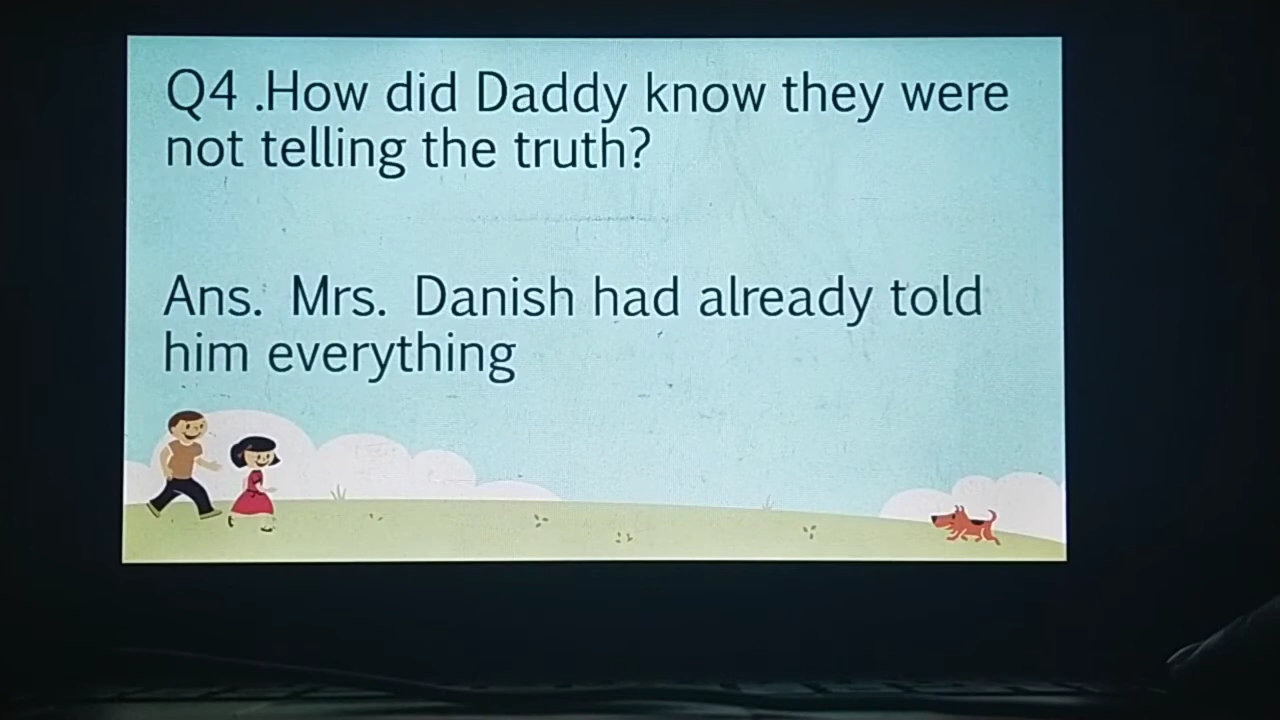 Q4 .How did Daddy know they were
not telling the truth?
Ans. Mrs. Danish had already told
him everything